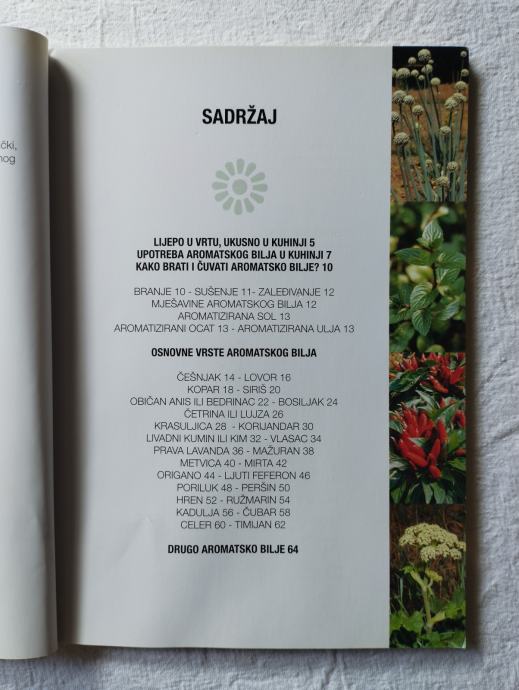 čki,
nog
SADRŽAJ
LIJEPO U VRTU, UKUSNO U KUHINJI 5
UPOTREBA AROMATSKOG BILJA U KUHINJI 7
KAKO BRATI I ČUVATI AROMATSKO BILJE? 10
BRANJE 10 - SUŠENJE 11- ZALEĐIVANJE 12
MJEŠAVINE AROMATSKOG BILJA 12
AROMATIZIRANA SOL 13
AROMATIZIRANI OCAT 13 - AROMATIZIRANA ULJA 13
OSNOVNE VRSTE AROMATSKOG BILJA
ČEŠNJAK 14 - LOVOR 16
KOPAR 18 - SIRIŠ 20
OBIČAN ANIS ILI BEDRINAC 22 - BOSILJAK 24
ČETRINA ILI LUJZA 26
KRASULJICA 28 - KORIJANDAR 30
LIVADNI KUMIN ILI KIM 32 - VLASAC 34
PRAVA LAVANDA 36 - MAŽURAN 38
METVICA 40 - MIRTA 42
ORIGANO 44 - LJUTI FEFERON 46
PORILUK 48 - PERŠIN 50
HREN 52 - RUŽMARIN 54
KADULJA 56 - ČUBAR 58
CELER 60 - TIMIJAN 62
DRUGO AROMATSKO BILJE 64